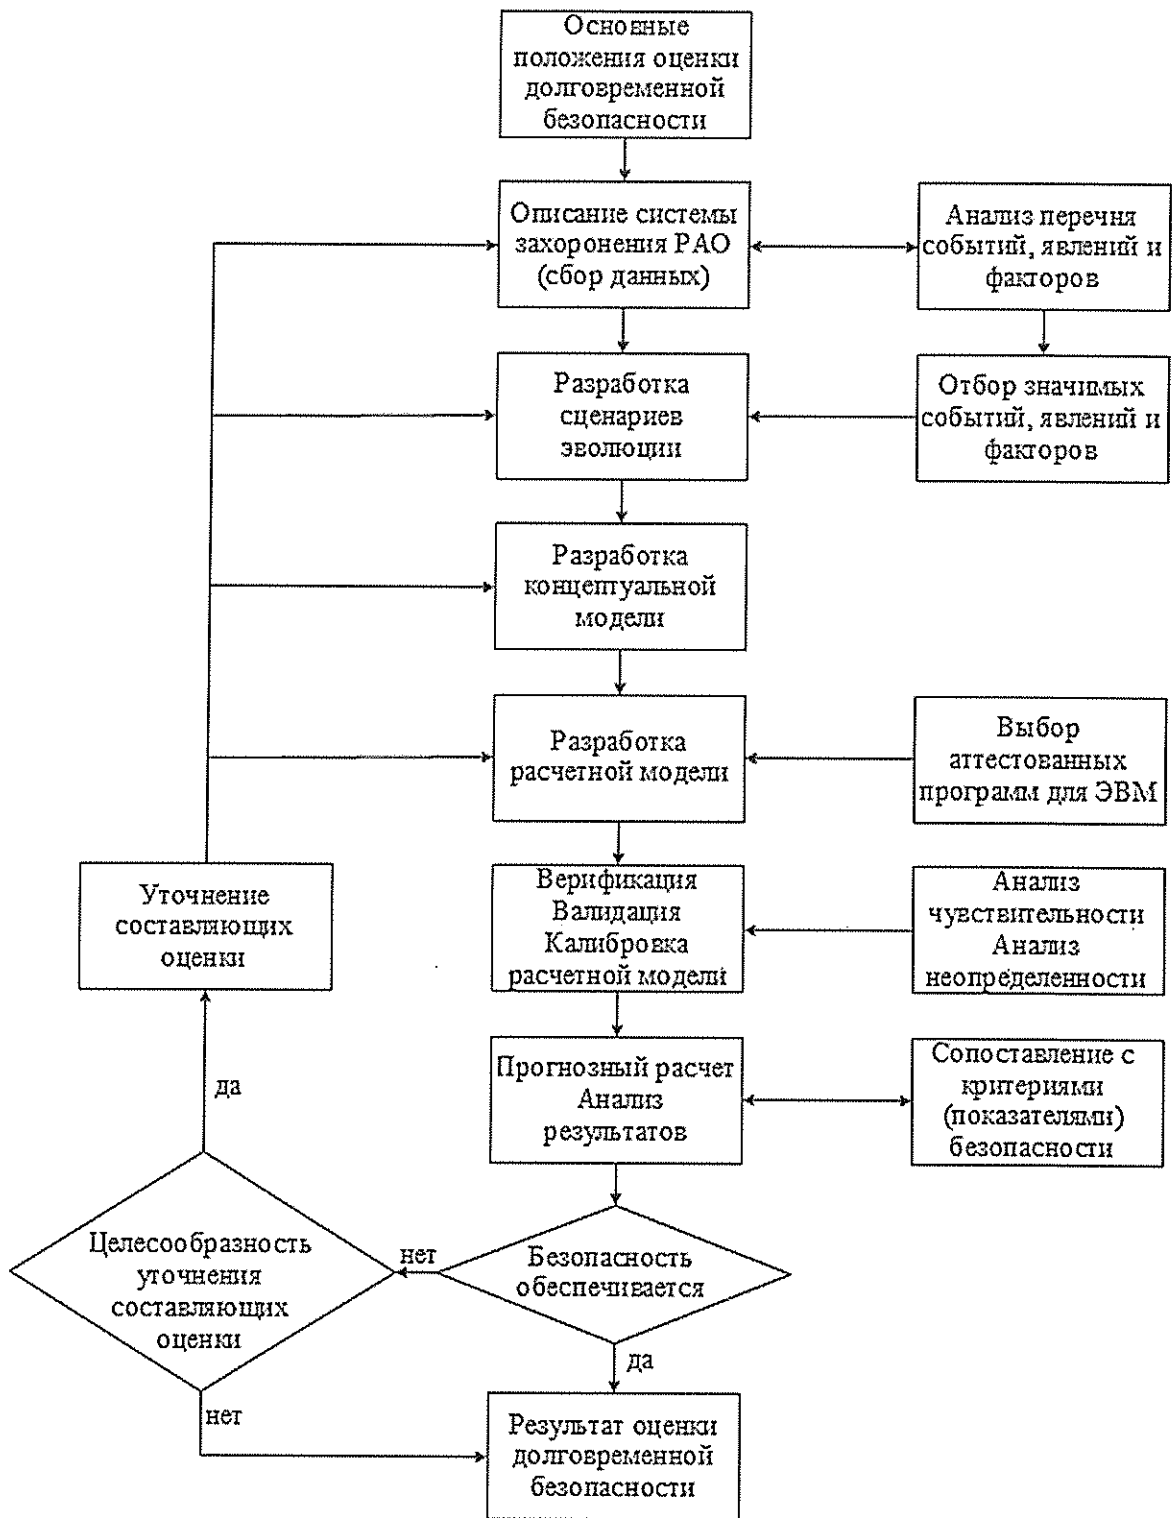 Основные
положения оценки
долговременной
безопасности
Описание системы
захоронения РАО
(сбор данных)
Анализ перечня
событий, явлений и
факторов
Разработка
сценариев
эволюции
Отбор значимых
событий, явлений и
факторов
Разработка
концептуальной
модели
Разработка
расчетной модели
Выбор
аттестованных
программ для ЭВМ
Уточнение
составляющих
оценки
Верификация
Валидация
Калибровка
расчетной модели
Анализ
чувствительности
Анализ
неопределенности
да
Прогнозный расчет
Анализ
результатов
Сопоставление с
критериями
(показателями)
безопасности
Целесообразность
уточнения
составляющих
оценки
нет
Безопасность
обеспечивается
да
нет
Результат оценки
долговременной
безопасности